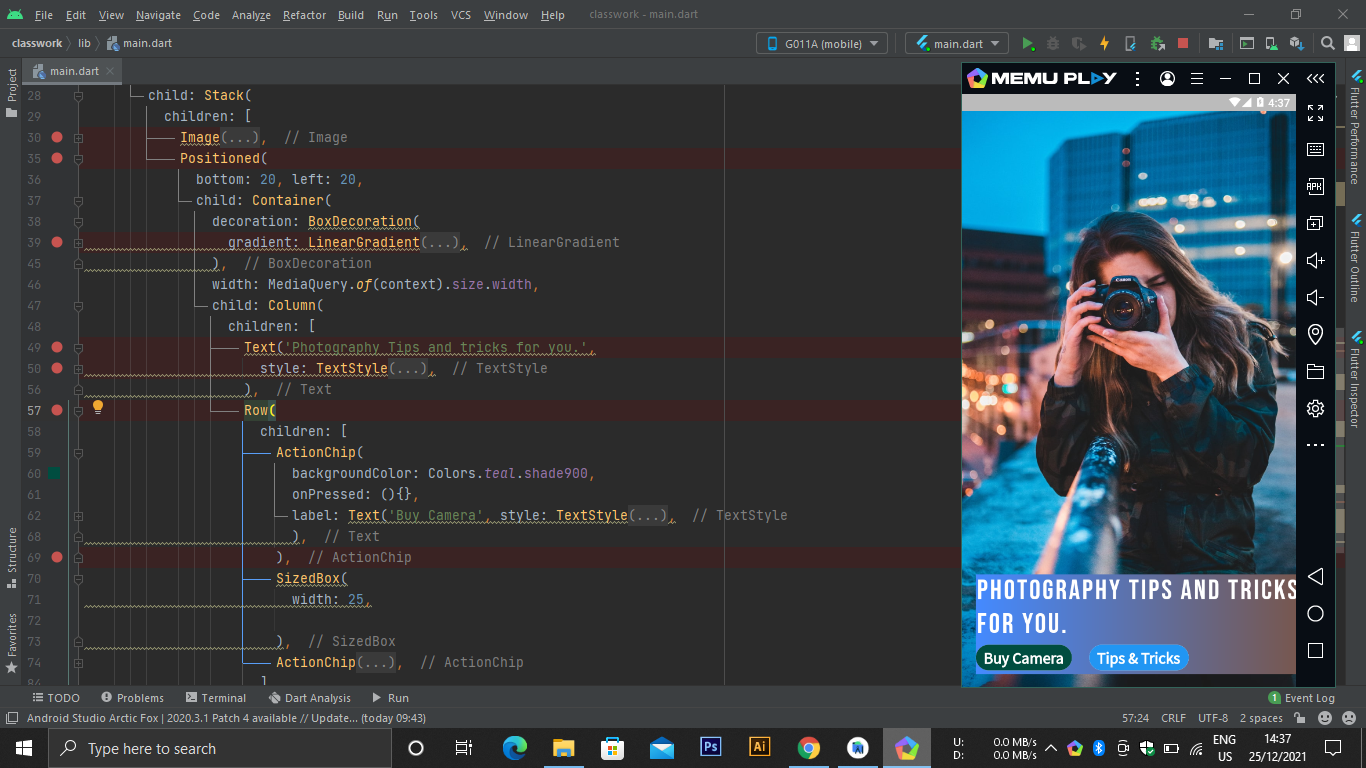 File Edit View Navigate Code Analyze Refactor Build Run Tools VCS Window Help classwork - main.dart
classwork lib main.dart G011A (mobile) main.dart
Project
main.dart
MEMU PLAY
4:37
28 child: Stack(
29 children: [
30 Image(...), // Image
35 Positioned(
36 bottom: 20, left: 20,
37 child: Container(
38 decoration: BoxDecoration(
39 gradient: LinearGradient(...), // LinearGradient
45 ), // BoxDecoration
46 width: MediaQuery.of(context).size.width,
47 child: Column(
48 children: [
49 Text('Photography Tips and tricks for you.',
50 style: TextStyle(...), // TextStyle
56 ), // Text
57 Row(
58 children: [
59 ActionChip(
60 backgroundColor: Colors.teal.shade900,
61 onPressed: (){},
62 label: Text('Buy Camera', style: TextStyle(...), // TextStyle
68 ), // Text
69 ), // ActionChip
70 SizedBox(
71 width: 25,
72
73 ), // SizedBox
74 ActionChip(...), // ActionChip
86 ]
Structure
Favorites
APK
Canon
PHOTOGRAPHY TIPS AND TRICKS
FOR YOU.
Buy Camera Tips & Tricks
Flutter Performance
Flutter Outline
Flutter Inspector
TODO Problems Terminal Dart Analysis Run 1 Event Log
Android Studio Arctic Fox | 2020.3.1 Patch 4 available // Update... (today 09:43) 57:24 CRLF UTF-8 2 spaces
Type here to search Ps Ai
U: 0.0 MB/s
D: 0.0 MB/s
ENG
US
14:37
25/12/2021